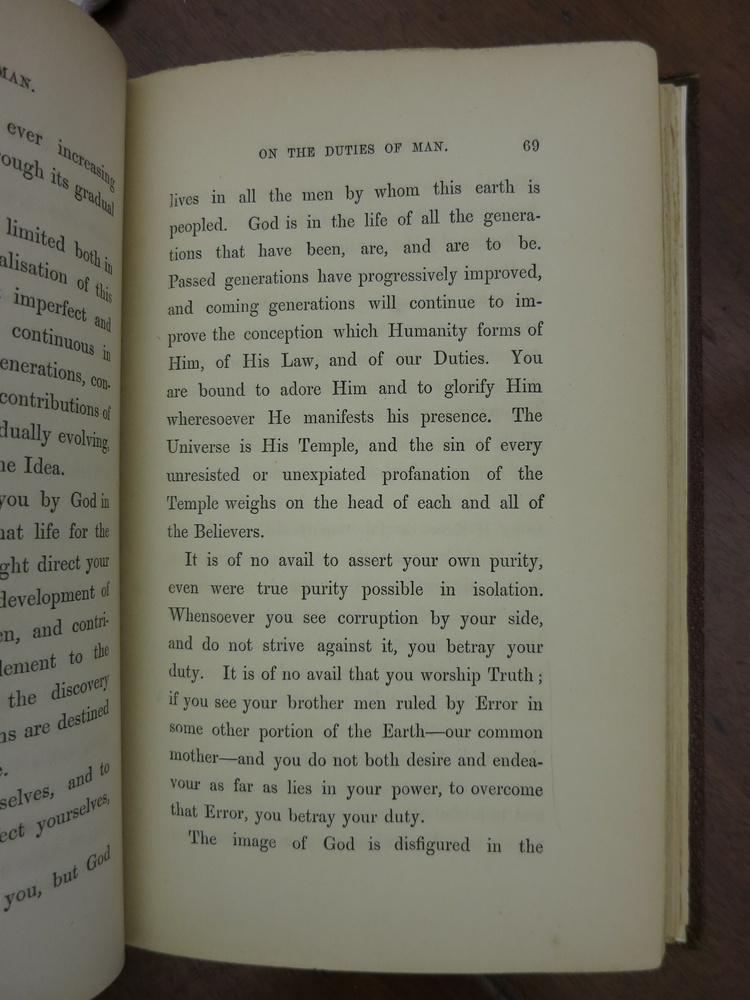 MAN.
ever increasing
rough its gradual
limited both in
alisation of this
imperfect and
continuous in
enerations, con-
contributions of
dually evolving,
ne Idea.
you by God in
hat life for the
ght direct your
development of
en, and contri-
lement to the
the discovery
ns are destined
selves, and to
ect yourselves,
you, but God
ON THE DUTIES OF MAN. 69
lives in all the men by whom this earth is
peopled. God is in the life of all the genera-
tions that have been, are, and are to be.
Passed generations have progressively improved,
and coming generations will continue to im-
prove the conception which Humanity forms of
Him, of His Law, and of our Duties. You
are bound to adore Him and to glorify Him
wheresoever He manifests his presence. The
Universe is His Temple, and the sin of every
unresisted or unexpiated profanation of the
Temple weighs on the head of each and all of
the Believers.
It is of no avail to assert your own purity,
even were true purity possible in isolation.
Whensoever you see corruption by your side,
and do not strive against it, you betray your
duty. It is of no avail that you worship Truth;
if you see your brother men ruled by Error in
some other portion of the Earth—our common
mother—and you do not both desire and endea-
vour as far as lies in your power, to overcome
that Error, you betray your duty.
The image of God is disfigured in the